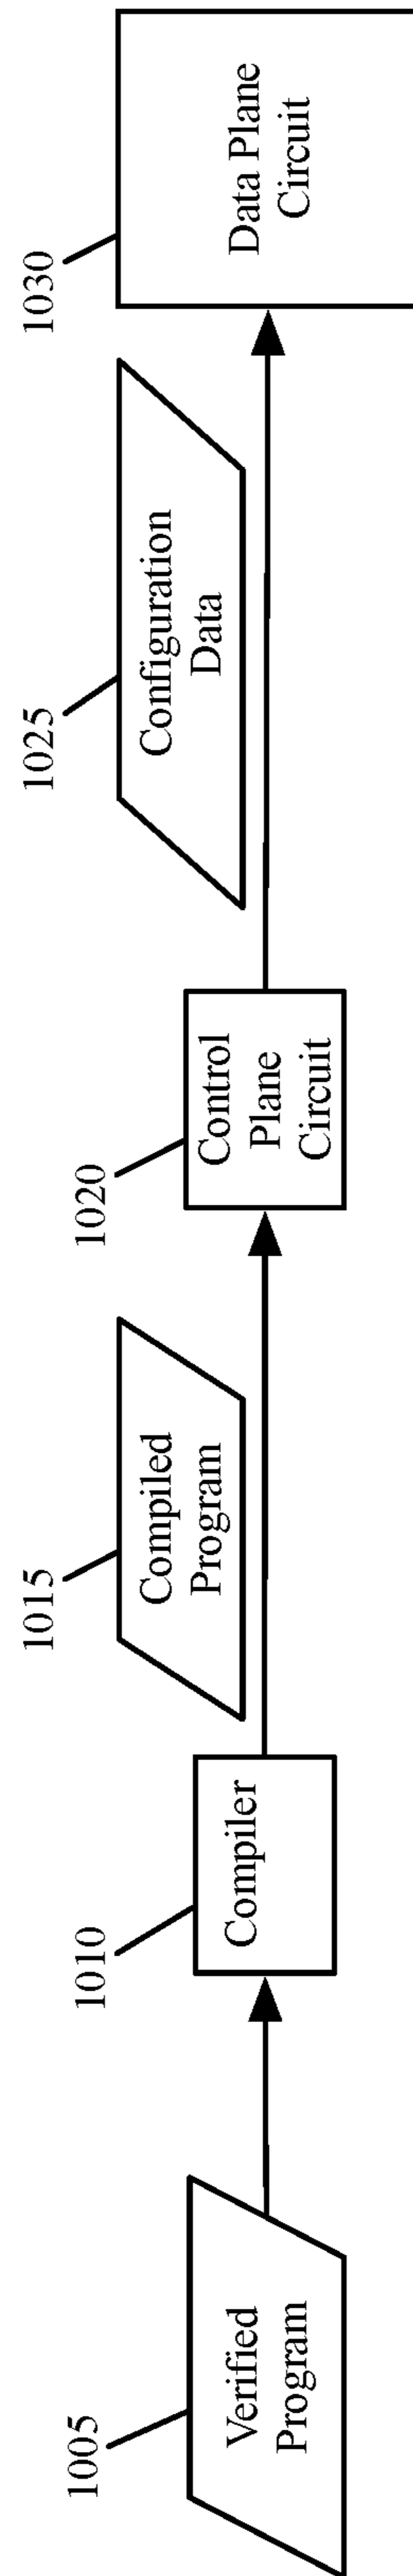 1005
Verified
Program
1010
Compiler
1015
Compiled
Program
1020
Control
Plane
Circuit
1025
Configuration
Data
1030
Data Plane
Circuit